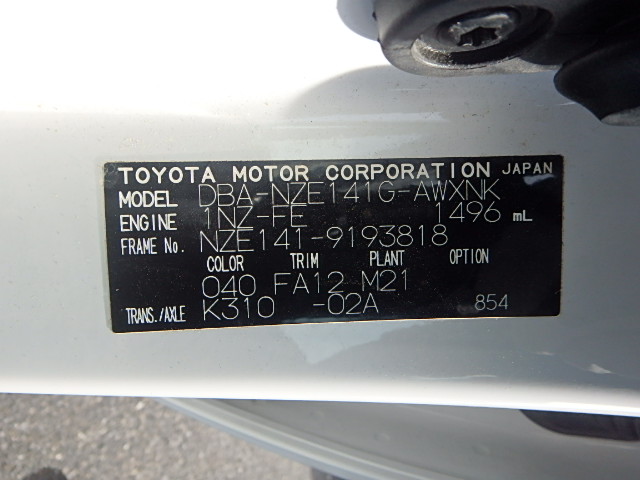 TOYOTA MOTOR CORPORATION JAPAN
MODEL DBA-NZE141G-AWXNK
ENGINE 1NZ-FE 1496 mL
FRAME No. NZE141-9193818
COLOR TRIM PLANT OPTION
040 FA12 M21
TRANS./AXLE K310 -02A 854